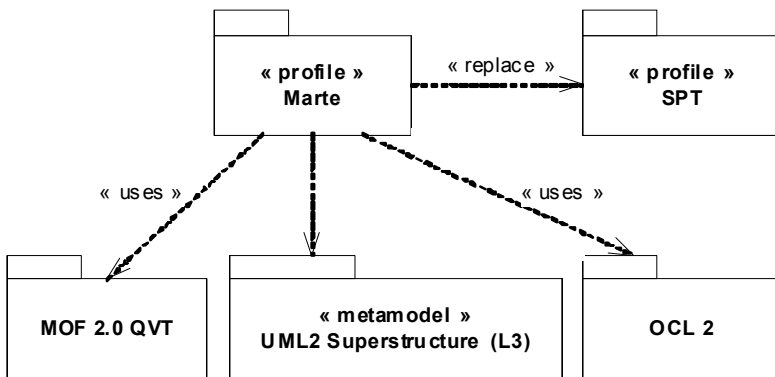 « profile »
Marte
« replace »
« profile »
SPT
« uses »
« uses »
MOF 2.0 QVT
« metamodel »
UML2 Superstructure (L3)
OCL 2